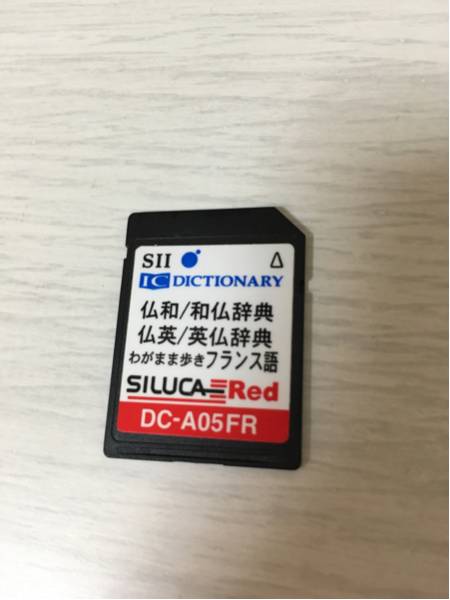 SII Δ
IC DICTIONARY
仏和/和仏辞典
仏英/英仏辞典
わがまま歩きフランス語
SILUCA Red
DC-A05FR